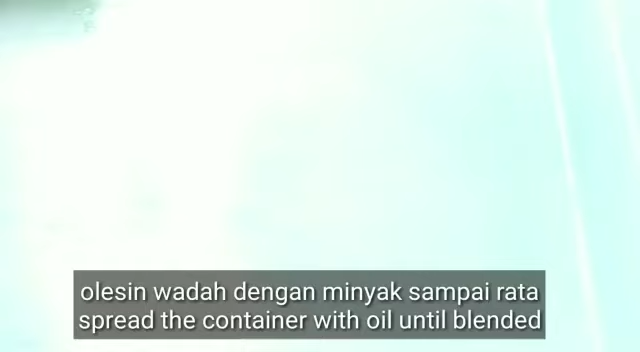 olesin wadah dengan minyak sampai rata
spread the container with oil until blended